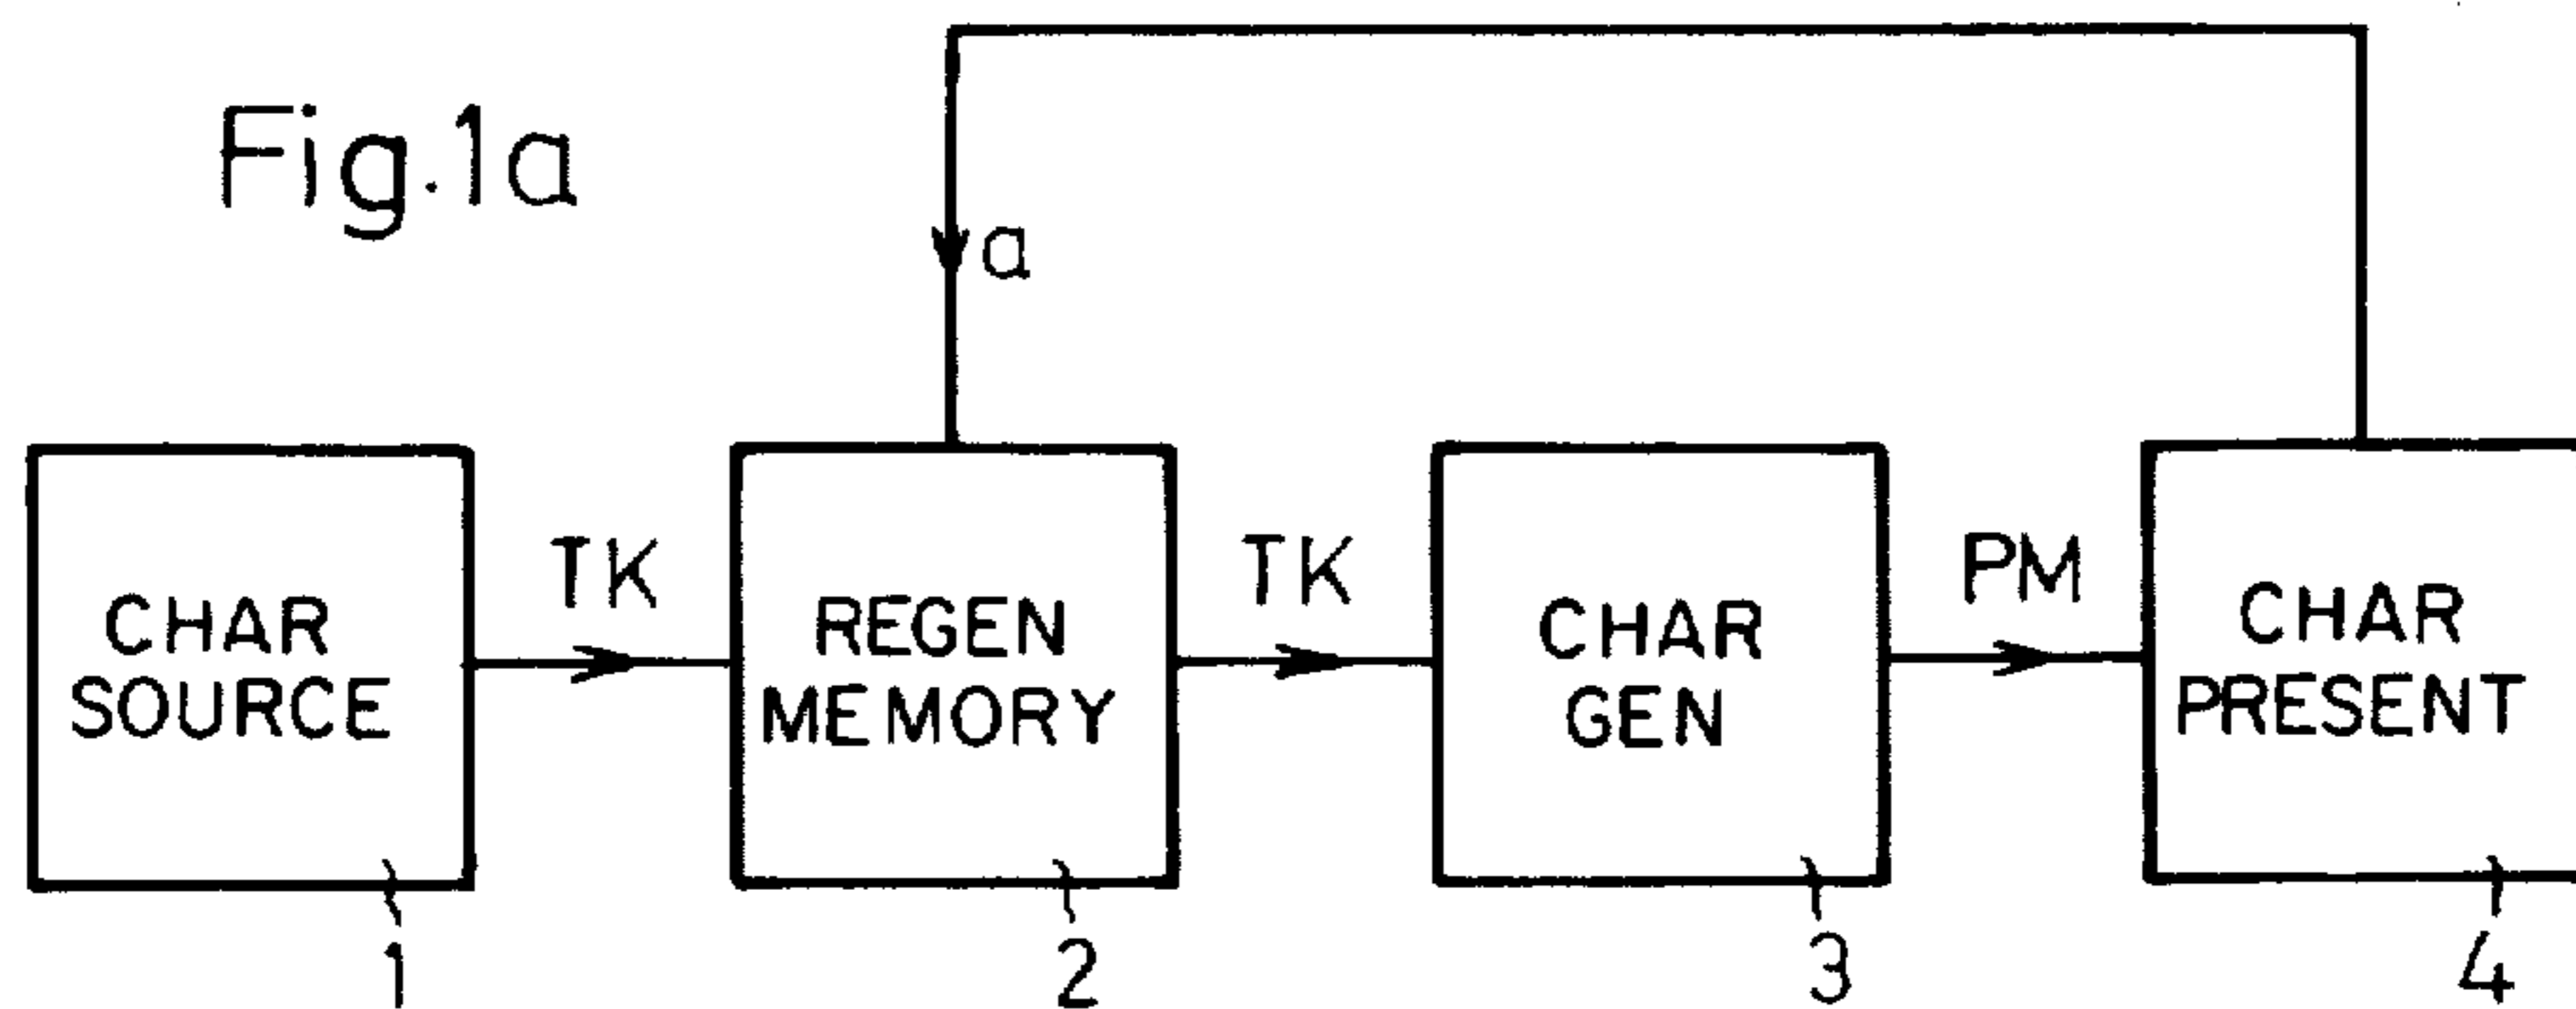 Fig.1a
a
CHAR
SOURCE
TK
REGEN
MEMORY
TK
CHAR
GEN
PM
CHAR
PRESENT
1
2
3
4